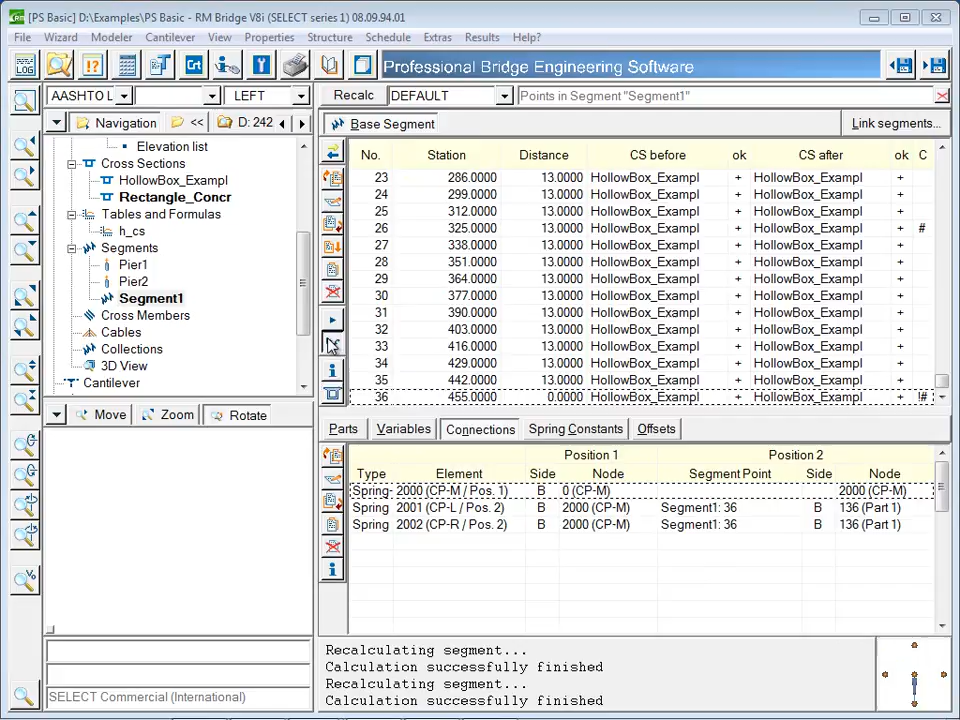 [PS Basic] D:\Examples\PS Basic - RM Bridge V8i (SELECT series 1) 08.09.94.01
File Wizard Modeler Cantilever View Properties Structure Schedule Extras Results Help?
LOG !? Crt i Professional Bridge Engineering Software
AASHTO L LEFT Recalc DEFAULT Points in Segment "Segment1"
Navigation << D: 242 Base Segment Link segments...
No. Station Distance CS before ok CS after ok C
23 286.0000 13.0000 HollowBox_Exampl + HollowBox_Exampl +
24 299.0000 13.0000 HollowBox_Exampl + HollowBox_Exampl +
25 312.0000 13.0000 HollowBox_Exampl + HollowBox_Exampl +
26 325.0000 13.0000 HollowBox_Exampl + HollowBox_Exampl + #
27 338.0000 13.0000 HollowBox_Exampl + HollowBox_Exampl +
28 351.0000 13.0000 HollowBox_Exampl + HollowBox_Exampl +
29 364.0000 13.0000 HollowBox_Exampl + HollowBox_Exampl +
30 377.0000 13.0000 HollowBox_Exampl + HollowBox_Exampl +
31 390.0000 13.0000 HollowBox_Exampl + HollowBox_Exampl +
32 403.0000 13.0000 HollowBox_Exampl + HollowBox_Exampl +
33 416.0000 13.0000 HollowBox_Exampl + HollowBox_Exampl +
34 429.0000 13.0000 HollowBox_Exampl + HollowBox_Exampl +
35 442.0000 13.0000 HollowBox_Exampl + HollowBox_Exampl +
36 455.0000 0.0000 HollowBox_Exampl + HollowBox_Exampl + !#
Elevation list
Cross Sections
HollowBox_Exampl
Rectangle_Concr
Tables and Formulas
h_cs
Segments
Pier1
Pier2
Segment1
Cross Members
Cables
Collections
3D View
Cantilever
Move Zoom Rotate
Parts Variables Connections Spring Constants Offsets
Position 1 Position 2
Type Element Side Node Segment Point Side Node
Spring- 2000 (CP-M / Pos. 1) B 0 (CP-M) 2000 (CP-M)
Spring 2001 (CP-L / Pos. 2) B 2000 (CP-M) Segment1: 36 B 136 (Part 1)
Spring 2002 (CP-R / Pos. 2) B 2000 (CP-M) Segment1: 36 B 136 (Part 1)
Recalculating segment...
Calculation successfully finished
Recalculating segment...
Calculation successfully finished
SELECT Commercial (International)